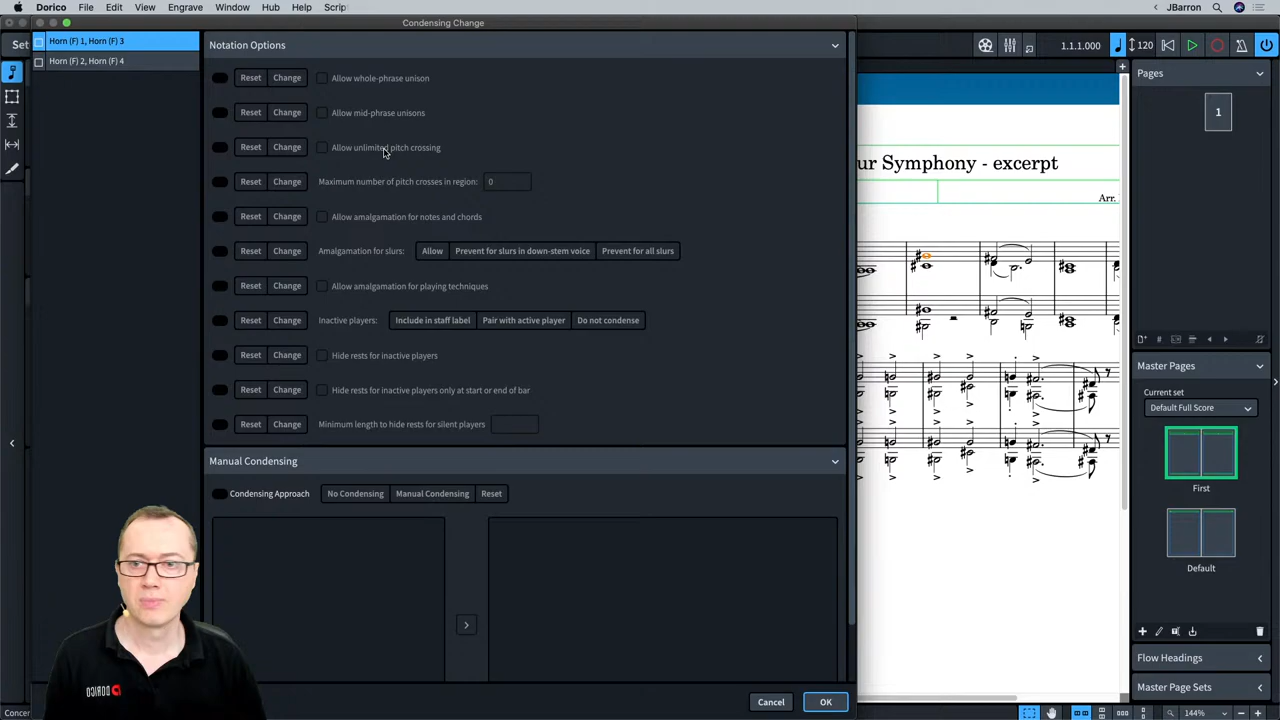 Dorico File Edit View Engrave Window Hub Help Scrip JBarron
Condensing Change
Set
1.1.1.000 120
Horn (F) 1, Horn (F) 3
Horn (F) 2, Horn (F) 4
Notation Options
Reset Change Allow whole-phrase unison
Reset Change Allow mid-phrase unisons
Reset Change Allow unlimited pitch crossing
Reset Change Maximum number of pitch crosses in region: 0
Reset Change Allow amalgamation for notes and chords
Reset Change Amalgamation for slurs: Allow Prevent for slurs in down-stem voice Prevent for all slurs
Reset Change Allow amalgamation for playing techniques
Reset Change Inactive players: Include in staff label Pair with active player Do not condense
Reset Change Hide rests for inactive players
Reset Change Hide rests for inactive players only at start or end of bar
Reset Change Minimum length to hide rests for silent players
Manual Condensing
Condensing Approach No Condensing Manual Condensing Reset
Cancel OK
DORICO
Concer
ur Symphony - excerpt
Arr.
Pages
1
Master Pages
Current set
Default Full Score
First
Default
Flow Headings
Master Page Sets
144%